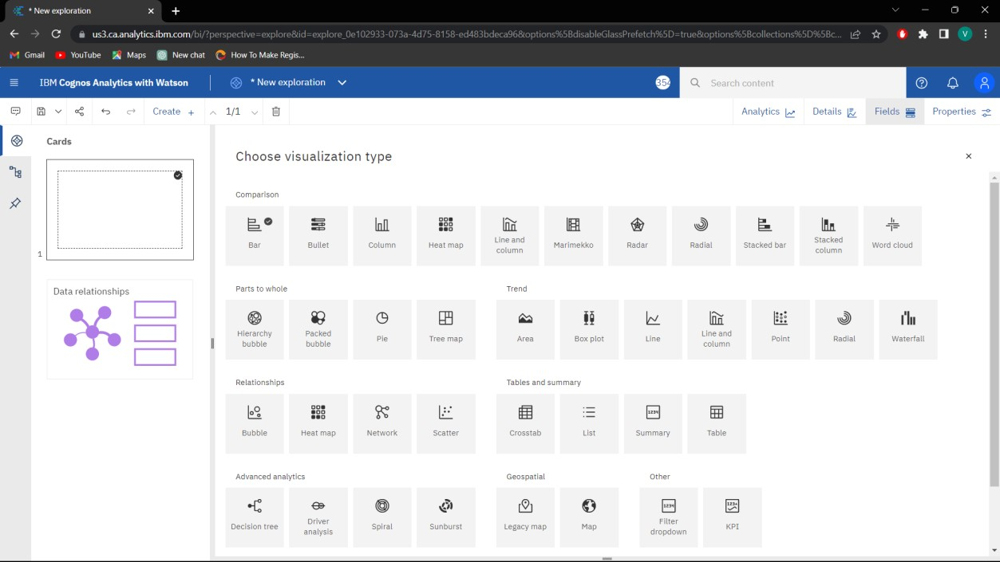 * New exploration
us3.ca.analytics.ibm.com/bi/?perspective=explore&id=explore_0e102933-073a-4d75-8158-ed483bdeca96&options%5BdisableGlassPrefetch%5D=true&options%5Bcollections%5D%5Bc...
V
Gmail
YouTube
Maps
New chat
How To Make Regis...
IBM Cognos Analytics with Watson
* New exploration
354
Search content
Create +
1/1
Analytics
Details
Fields
Properties
Cards
1
Data relationships
Choose visualization type
Comparison
Bar
Bullet
Column
Heat map
Line and
column
Marimekko
Radar
Radial
Stacked bar
Stacked
column
Word cloud
Parts to whole
Hierarchy
bubble
Packed
bubble
Pie
Tree map
Trend
Area
Box plot
Line
Line and
column
Point
Radial
Waterfall
Relationships
Bubble
Heat map
Network
Scatter
Tables and summary
Crosstab
List
1234
Summary
Table
Advanced analytics
Decision tree
Driver
analysis
Spiral
Sunburst
Geospatial
Legacy map
Map
Other
1234
Filter
dropdown
KPI